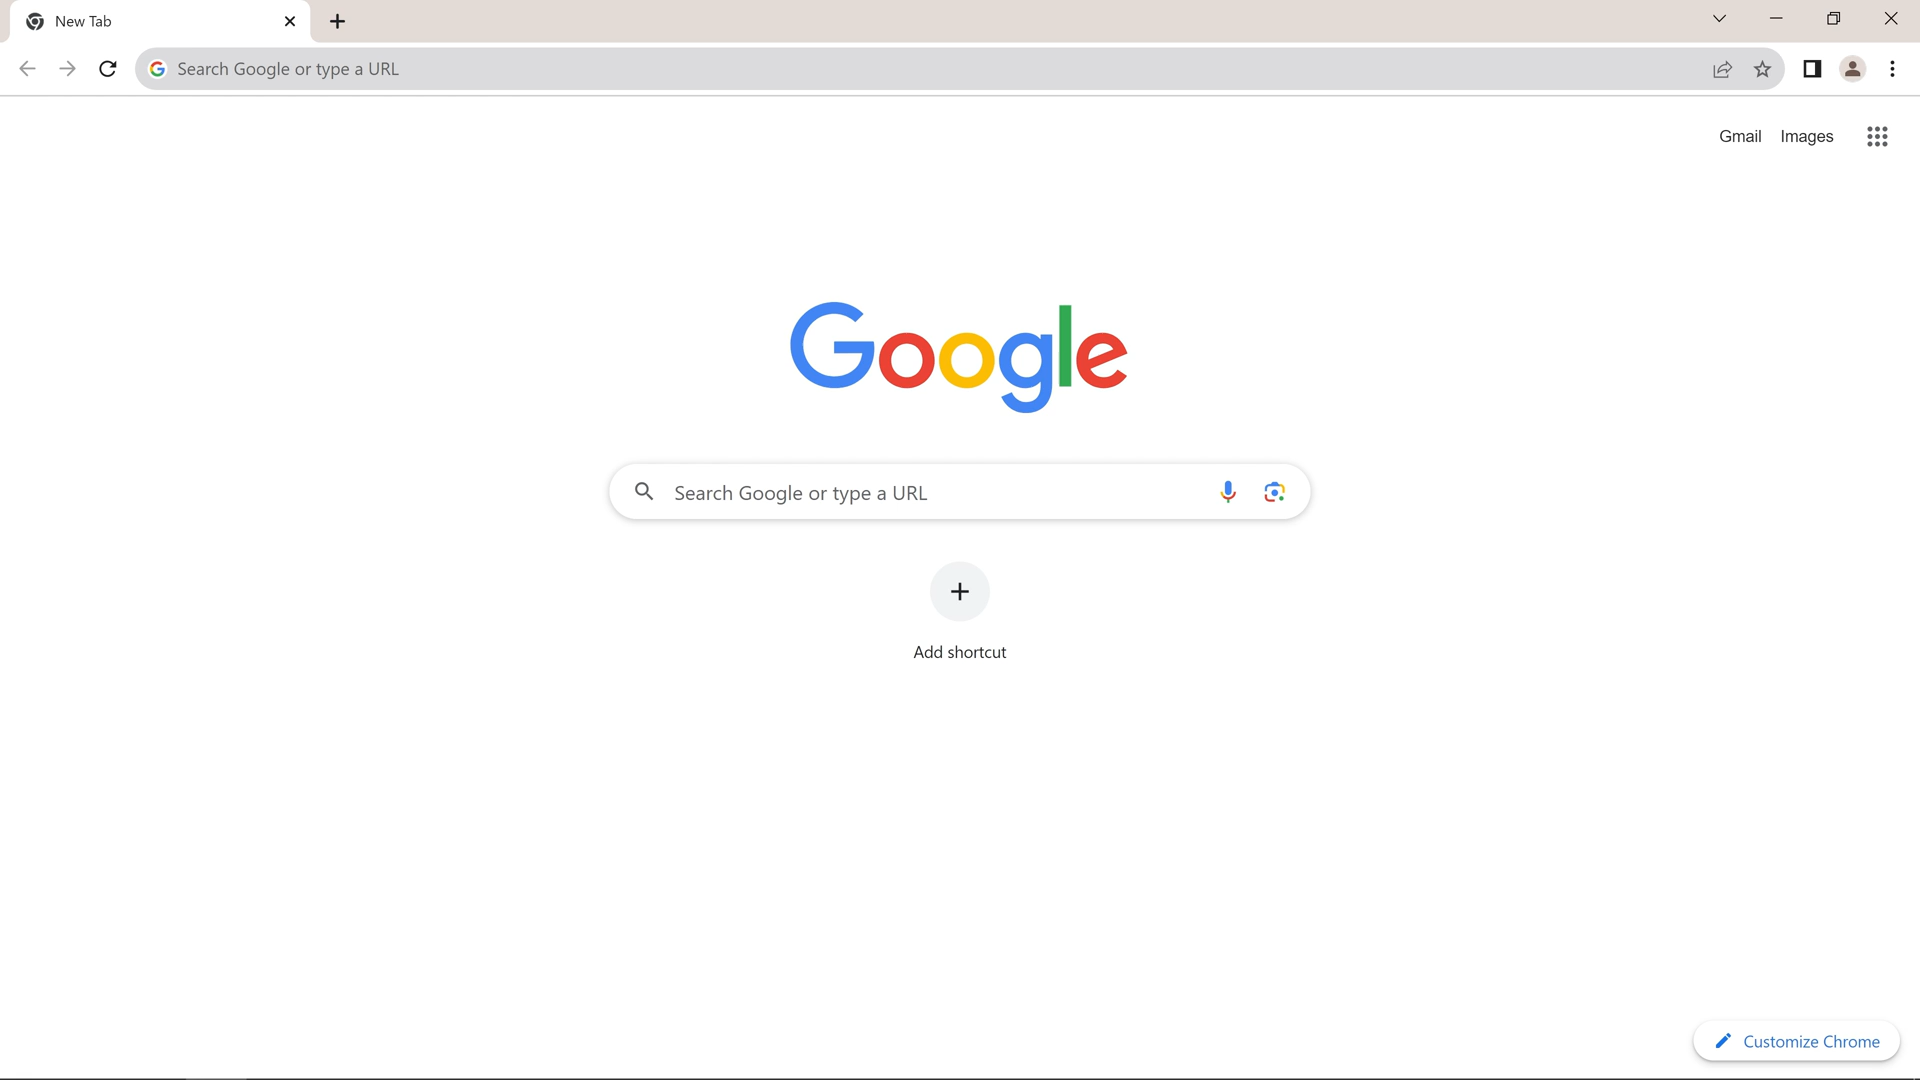 New Tab
Search Google or type a URL
Gmail Images
Google
Search Google or type a URL
Add shortcut
Customize Chrome